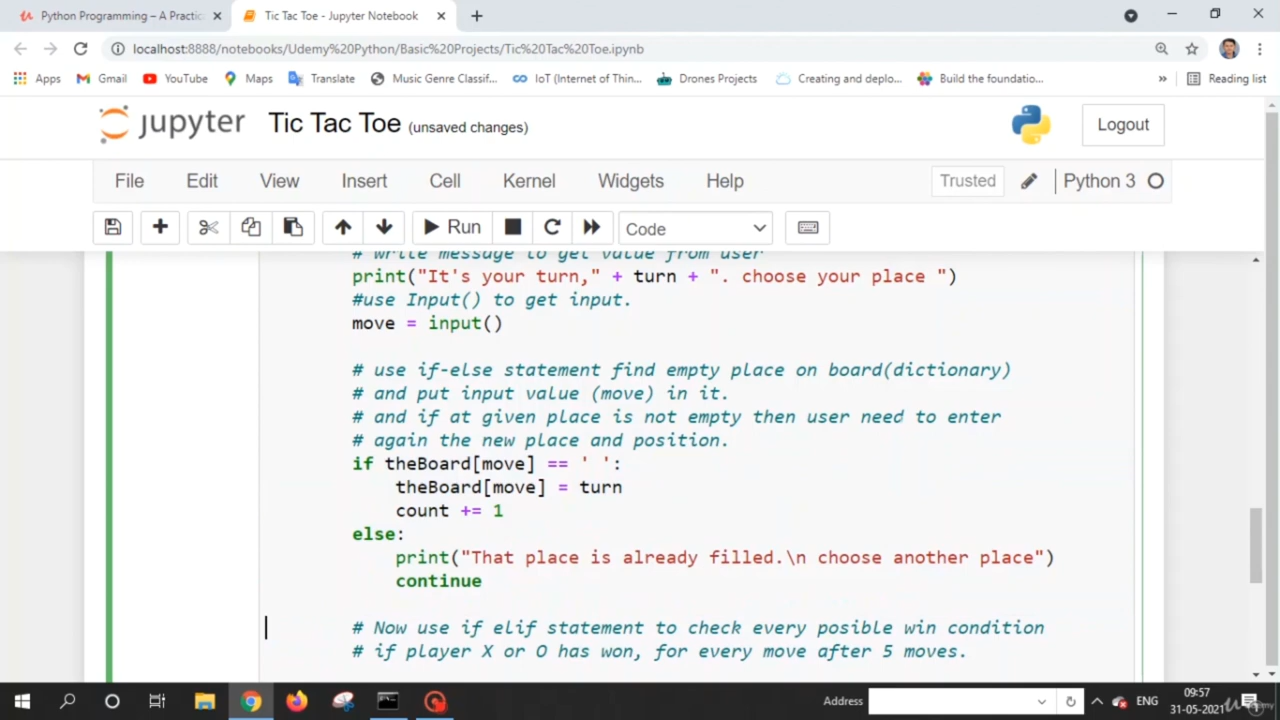 Python Programming – A Practic
Tic Tac Toe - Jupyter Notebook
localhost:8888/notebooks/Udemy%20Python/Basic%20Projects/Tic%20Tac%20Toe.ipynb
Apps
Gmail
YouTube
Maps
Translate
Music Genre Classif...
IoT (Internet of Thin...
Drones Projects
Creating and deplo...
Build the foundatio...
»
Reading list
jupyter
Tic Tac Toe (unsaved changes)
Logout
File
Edit
View
Insert
Cell
Kernel
Widgets
Help
Trusted
Python 3
Run
Code
# write message to get value from user
print("It's your turn," + turn + ". choose your place ")
#use Input() to get input.
move = input()
# use if-else statement find empty place on board(dictionary)
# and put input value (move) in it.
# and if at given place is not empty then user need to enter
# again the new place and position.
if theBoard[move] == ' ':
theBoard[move] = turn
count += 1
else:
print("That place is already filled.\n choose another place")
continue
# Now use if elif statement to check every posible win condition
# if player X or O has won, for every move after 5 moves.
Address
ENG
09:57
31-05-2021
Udemy